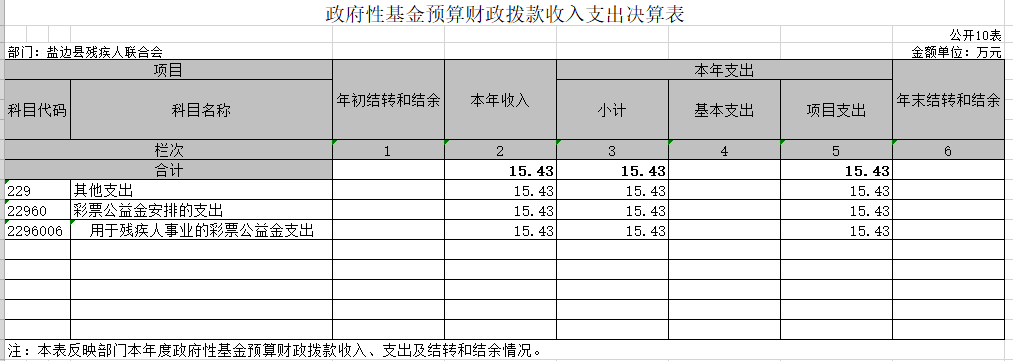 政府性基金预算财政拨款收入支出决算表
公开10表
部门：盐边县残疾人联合会 金额单位：万元
项目 年初结转和结余 本年收入 本年支出 年末结转和结余
科目代码 科目名称 小计 基本支出 项目支出
栏次 1 2 3 4 5 6
合计 15.43 15.43 15.43
229 其他支出 15.43 15.43 15.43
22960 彩票公益金安排的支出 15.43 15.43 15.43
2296006 用于残疾人事业的彩票公益金支出 15.43 15.43 15.43
注：本表反映部门本年度政府性基金预算财政拨款收入、支出及结转和结余情况。